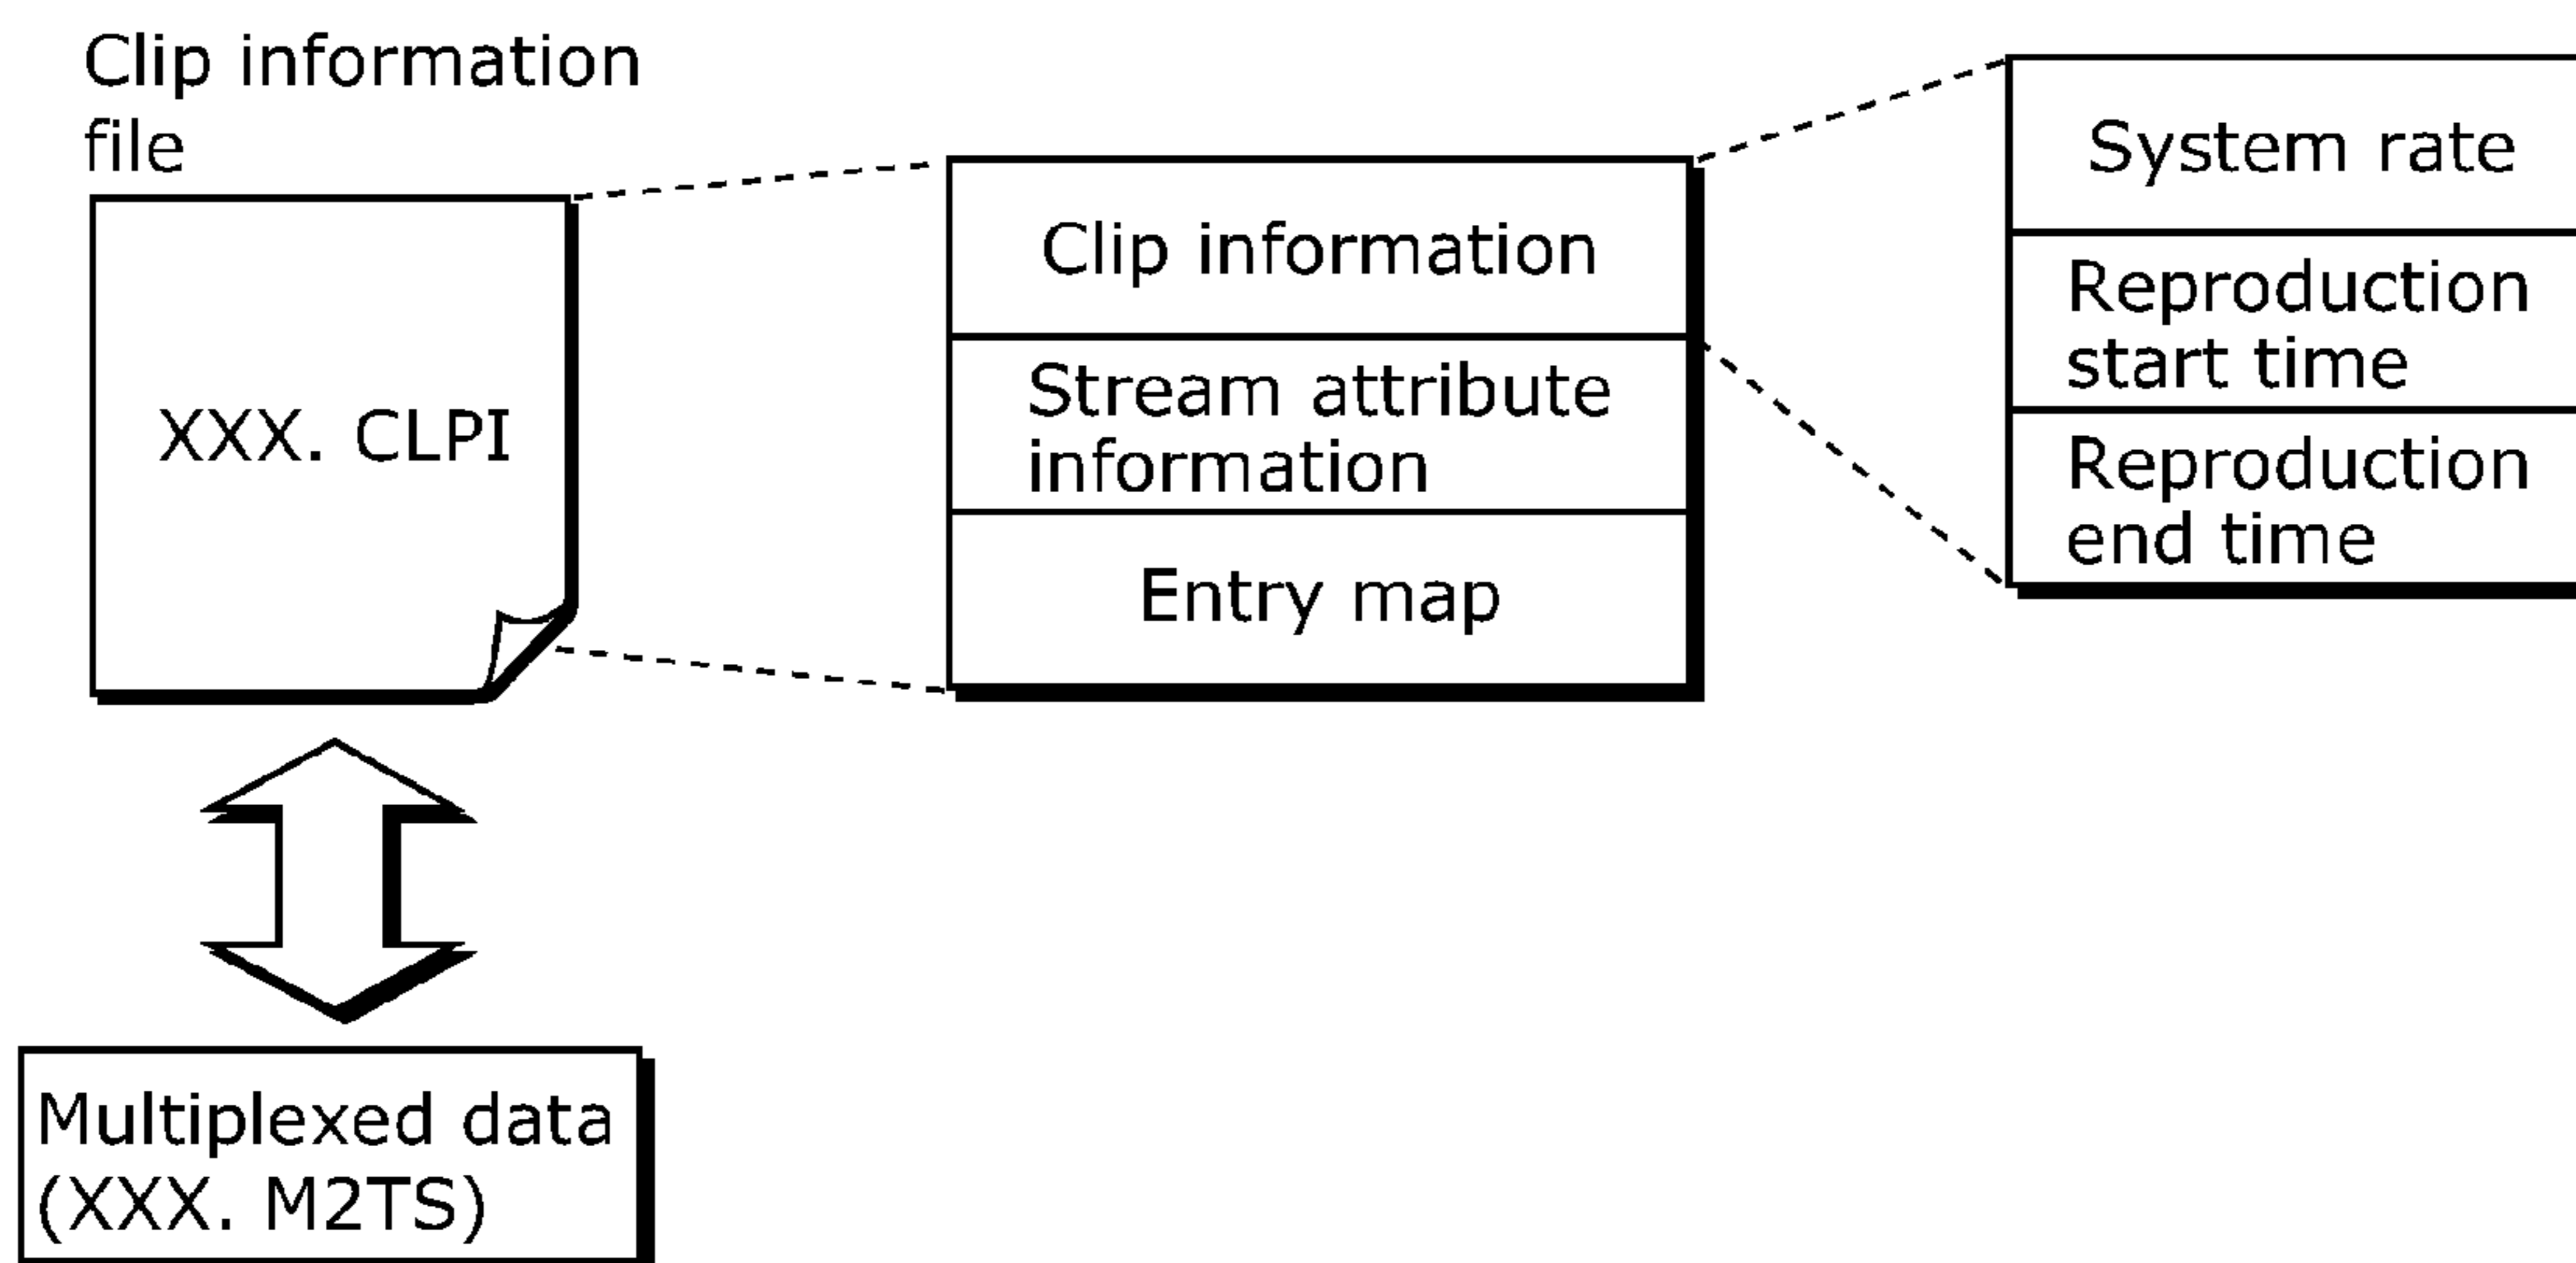 Clip information
file
XXX. CLPI
Clip information
Stream attribute
information
Entry map
System rate
Reproduction
start time
Reproduction
end time
Multiplexed data
(XXX. M2TS)